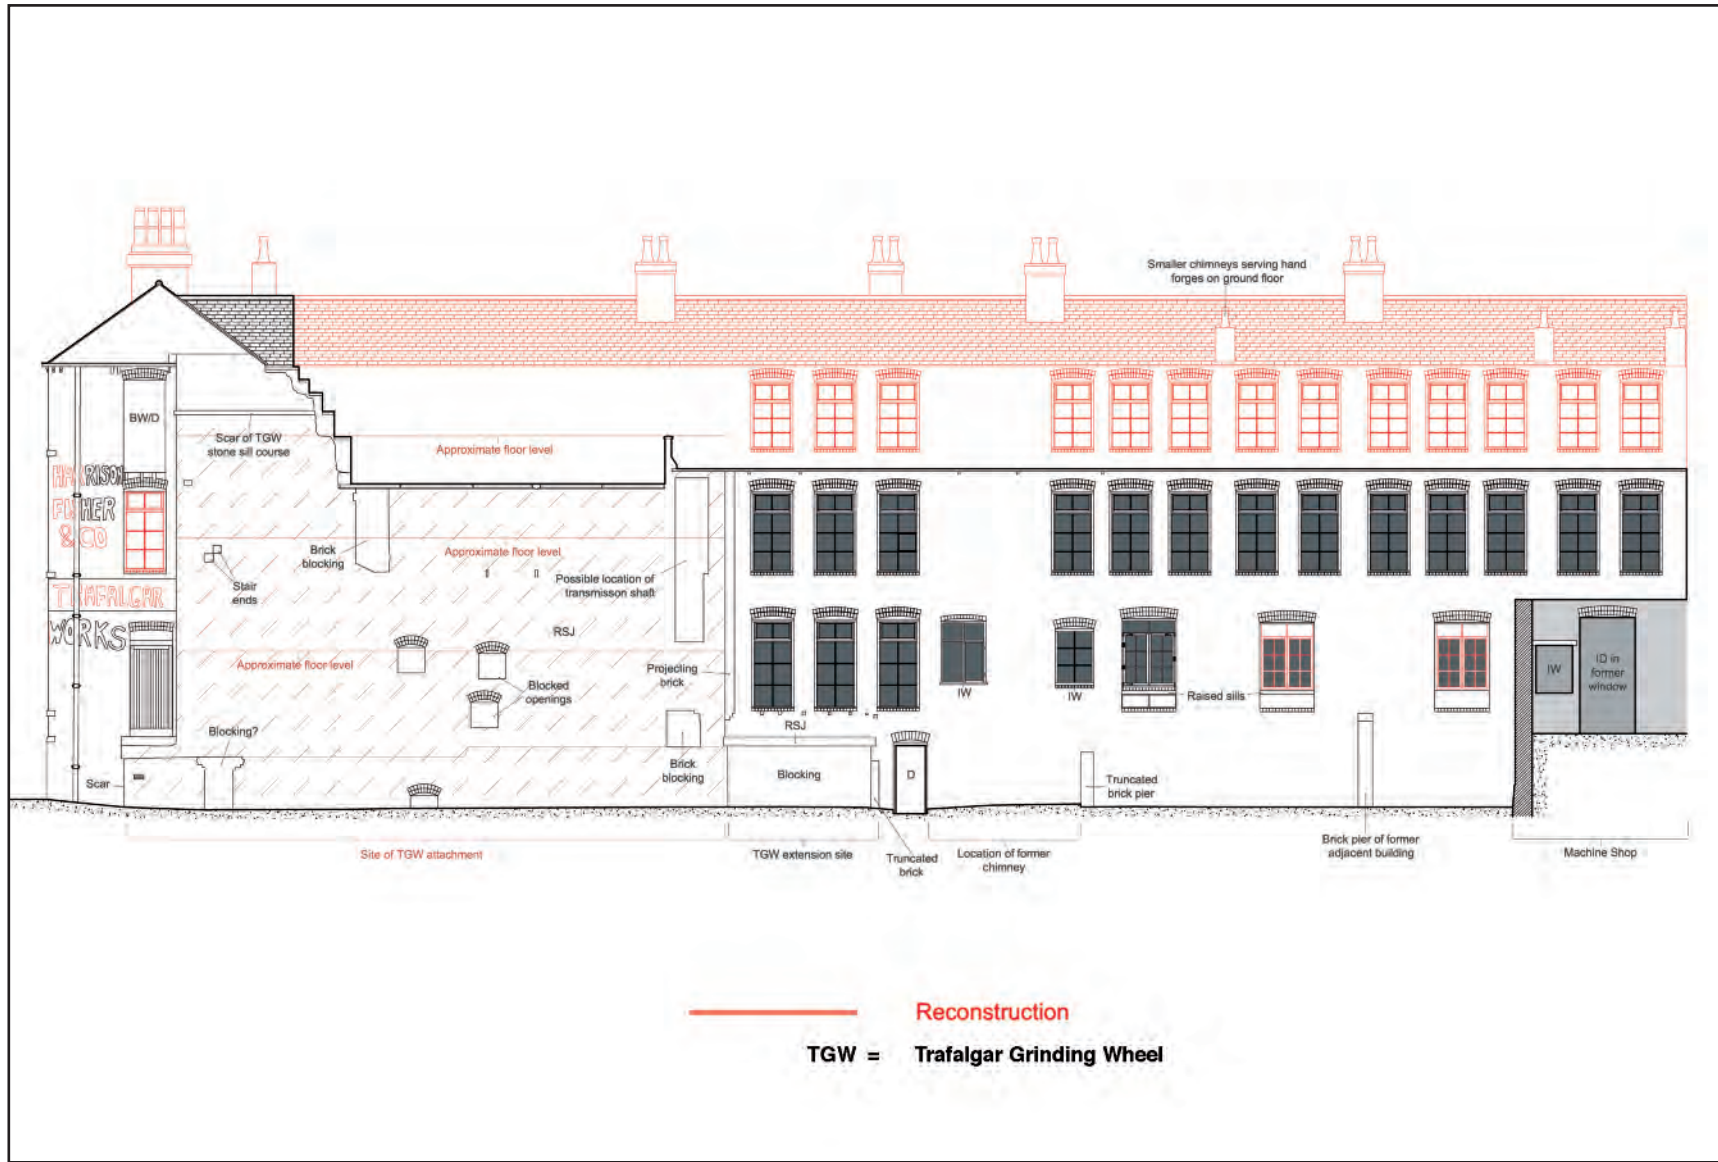 Smaller chimneys serving hand
forges on ground floor
BW/D
Scar of TGW
stone sill course
Approximate floor level
HARRISON
FISHER
& CO
TRAFALGAR
WORKS
Brick
blocking
Approximate floor level
Stair
ends
Possible location of
transmisson shaft
RSJ
Approximate floor level
Projecting
brick
Blocked
openings
IW
IW
Raised sills
IW
ID in
former
window
Blocking?
RSJ
Scar
Brick
blocking
Blocking
D
Truncated
brick pier
Site of TGW attachment
TGW extension site
Truncated
brick
Location of former
chimney
Brick pier of former
adjacent building
Machine Shop
Reconstruction
TGW = Trafalgar Grinding Wheel